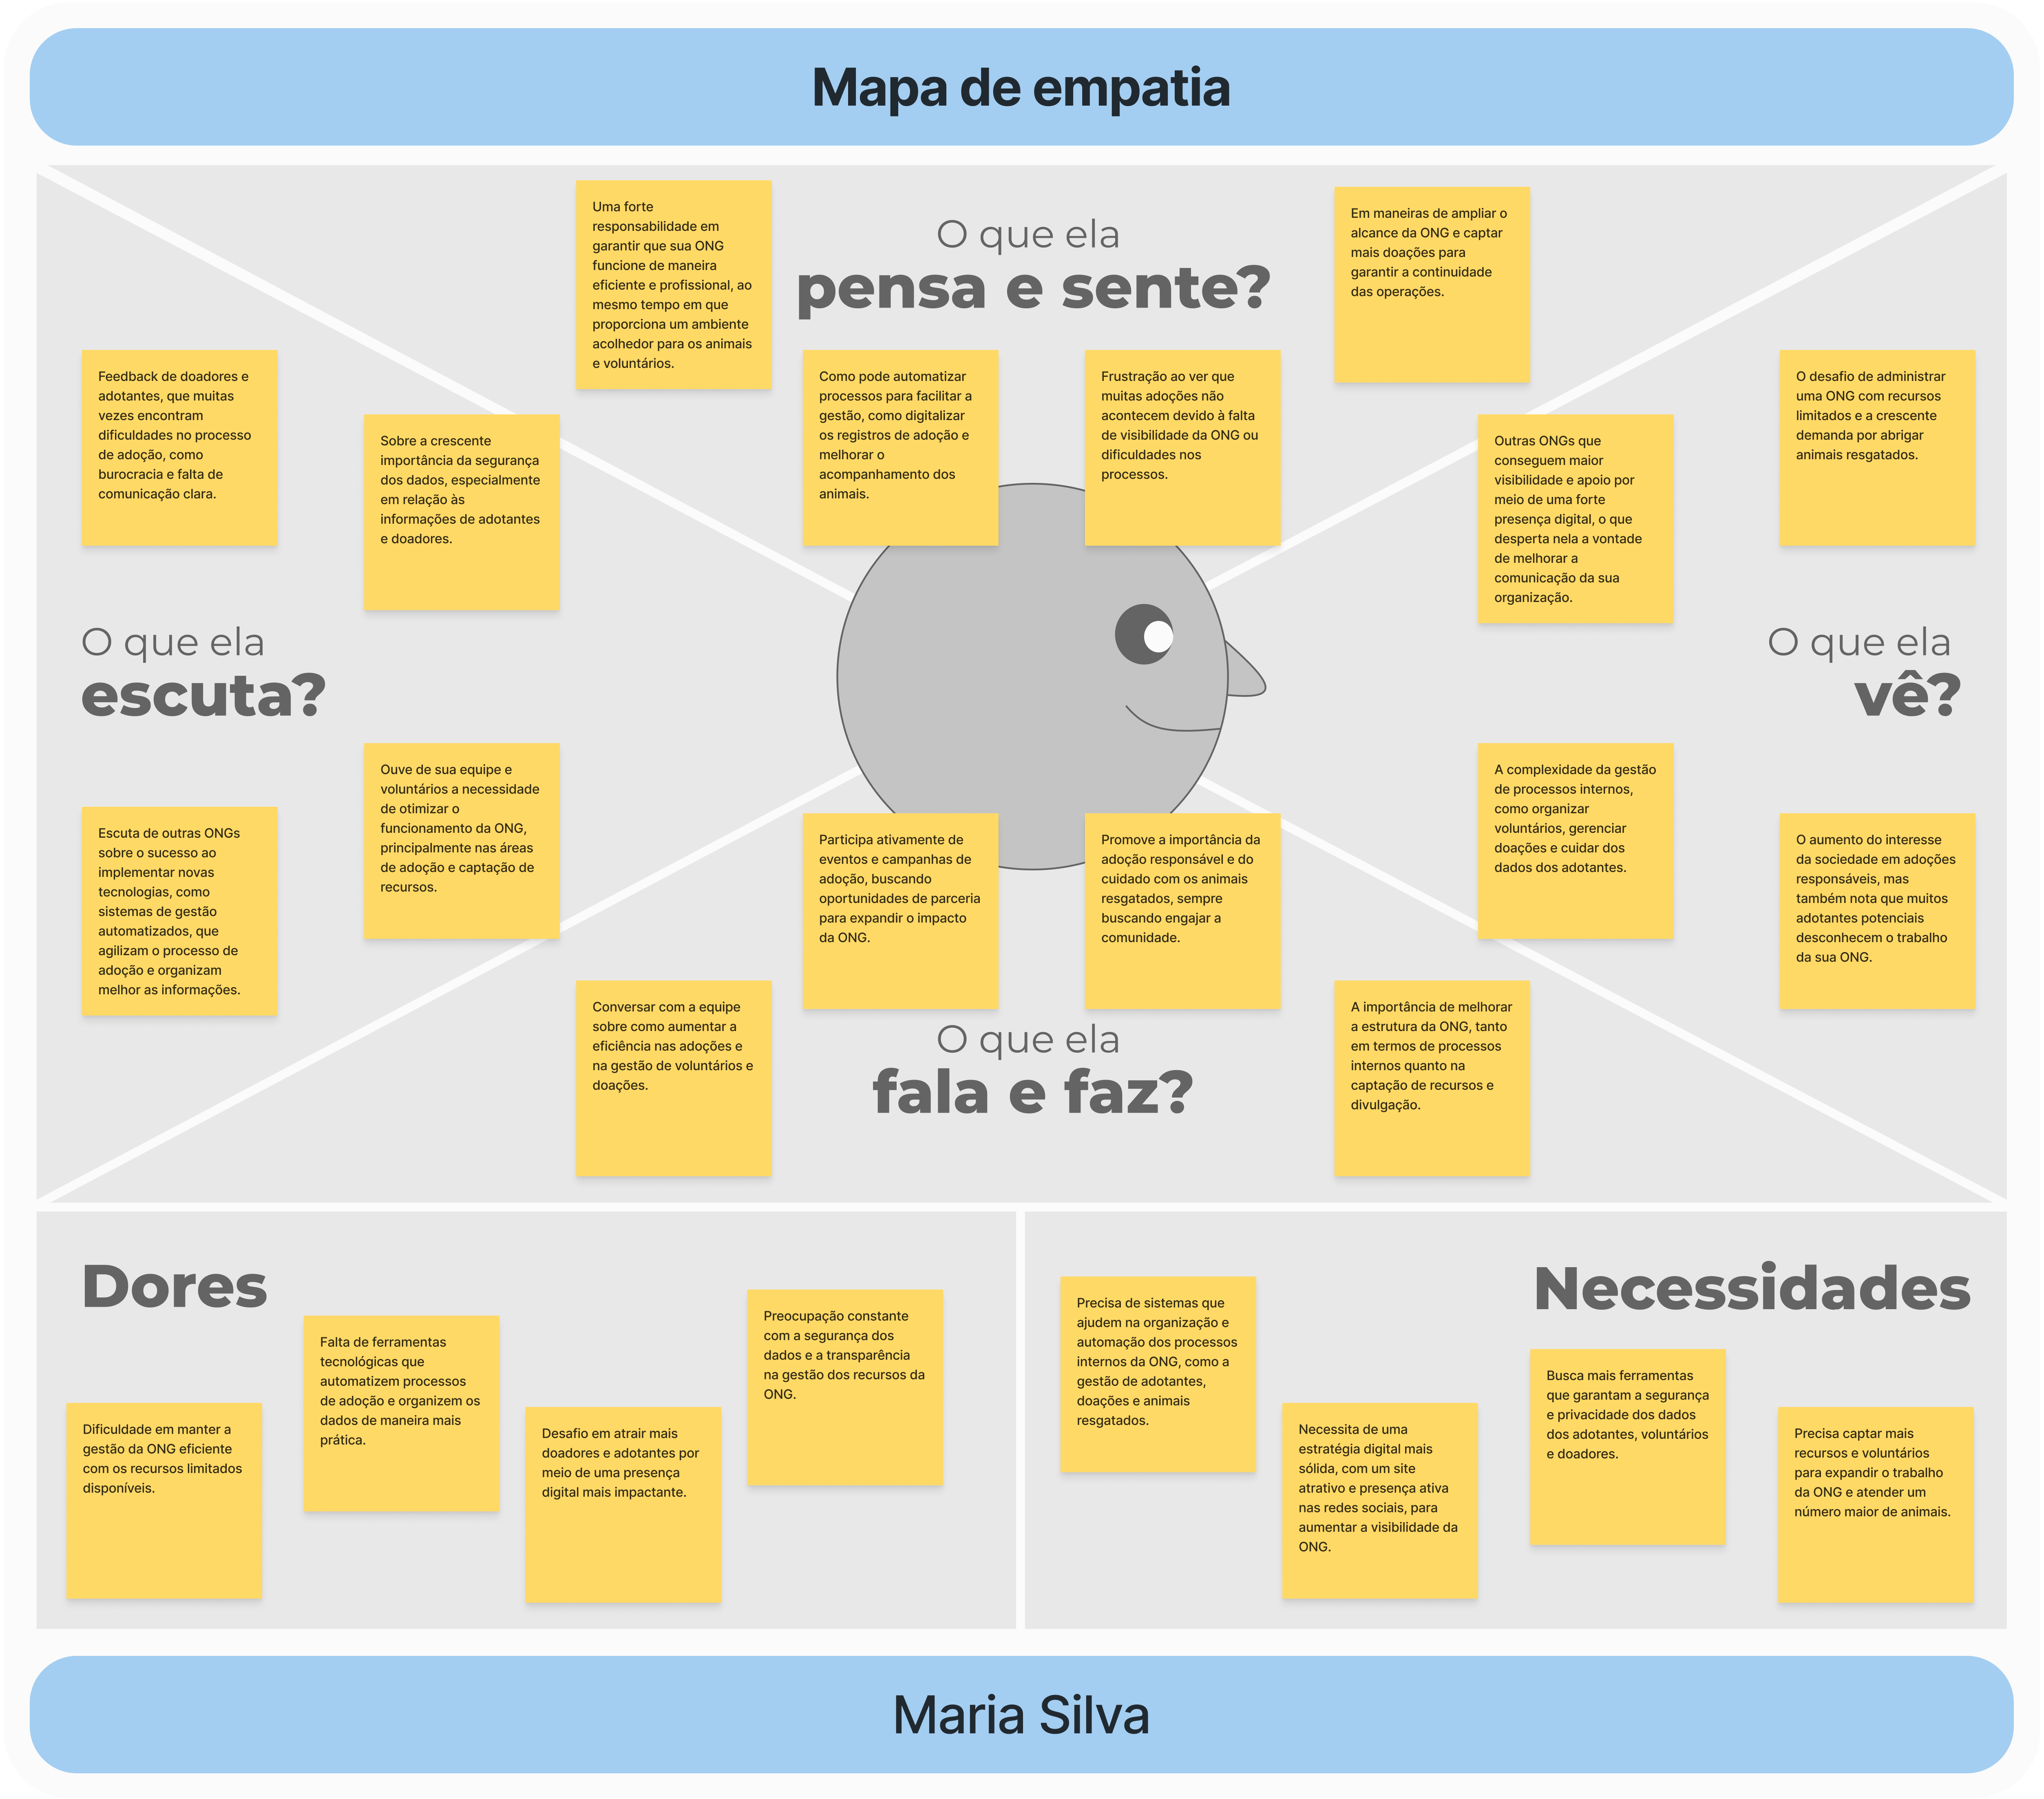 Mapa de empatia
O que ela
pensa e sente?
Uma forte
responsabilidade em
garantir que sua ONG
funcione de maneira
eficiente e profissional, ao
mesmo tempo em que
proporciona um ambiente
acolhedor para os animais
e voluntários.
Como pode automatizar
processos para facilitar a
gestão, como digitalizar
os registros de adoção e
melhorar o
acompanhamento dos
animais.
Frustração ao ver que
muitas adoções não
acontecem devido à falta
de visibilidade da ONG ou
dificuldades nos
processos.
Em maneiras de ampliar o
alcance da ONG e captar
mais doações para
garantir a continuidade
das operações.
O que ela
escuta?
Feedback de doadores e
adotantes, que muitas
vezes encontram
dificuldades no processo
de adoção, como
burocracia e falta de
comunicação clara.
Sobre a crescente
importância da segurança
dos dados, especialmente
em relação às
informações de adotantes
e doadores.
Ouve de sua equipe e
voluntários a necessidade
de otimizar o
funcionamento da ONG,
principalmente nas áreas
de adoção e captação de
recursos.
Escuta de outras ONGs
sobre o sucesso ao
implementar novas
tecnologias, como
sistemas de gestão
automatizados, que
agilizam o processo de
adoção e organizam
melhor as informações.
O que ela
vê?
Outras ONGs que
conseguem maior
visibilidade e apoio por
meio de uma forte
presença digital, o que
desperta nela a vontade
de melhorar a
comunicação da sua
organização.
O desafio de administrar
uma ONG com recursos
limitados e a crescente
demanda por abrigar
animais resgatados.
A complexidade da gestão
de processos internos,
como organizar
voluntários, gerenciar
doações e cuidar dos
dados dos adotantes.
O aumento do interesse
da sociedade em adoções
responsáveis, mas
também nota que muitos
adotantes potenciais
desconhecem o trabalho
da sua ONG.
O que ela
fala e faz?
Participa ativamente de
eventos e campanhas de
adoção, buscando
oportunidades de parceria
para expandir o impacto
da ONG.
Promove a importância da
adoção responsável e do
cuidado com os animais
resgatados, sempre
buscando engajar a
comunidade.
Conversar com a equipe
sobre como aumentar a
eficiência nas adoções e
na gestão de voluntários e
doações.
A importância de melhorar
a estrutura da ONG, tanto
em termos de processos
internos quanto na
captação de recursos e
divulgação.
Dores
Dificuldade em manter a
gestão da ONG eficiente
com os recursos limitados
disponíveis.
Falta de ferramentas
tecnológicas que
automatizem processos
de adoção e organizem os
dados de maneira mais
prática.
Desafio em atrair mais
doadores e adotantes por
meio de uma presença
digital mais impactante.
Preocupação constante
com a segurança dos
dados e a transparência
na gestão dos recursos da
ONG.
Necessidades
Precisa de sistemas que
ajudem na organização e
automação dos processos
internos da ONG, como a
gestão de adotantes,
doações e animais
resgatados.
Necessita de uma
estratégia digital mais
sólida, com um site
atrativo e presença ativa
nas redes sociais, para
aumentar a visibilidade da
ONG.
Busca mais ferramentas
que garantam a segurança
e privacidade dos dados
dos adotantes, voluntários
e doadores.
Precisa captar mais
recursos e voluntários
para expandir o trabalho
da ONG e atender um
número maior de animais.
Maria Silva